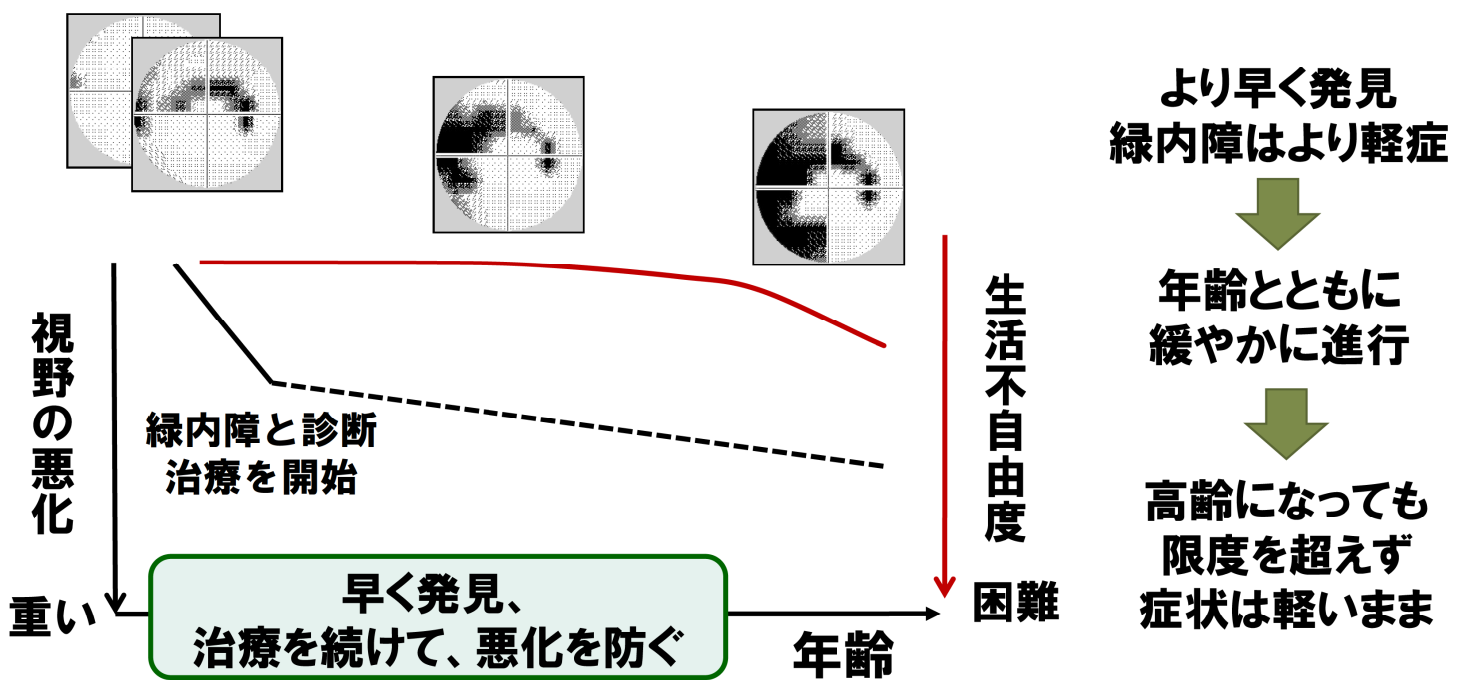 視野の悪化
重い
緑内障と診断
治療を開始
早く発見、
治療を続けて、悪化を防ぐ
年齢
生活不自由度
困難
より早く発見
緑内障はより軽症
年齢とともに
緩やかに進行
高齢になっても
限度を超えず
症状は軽いまま